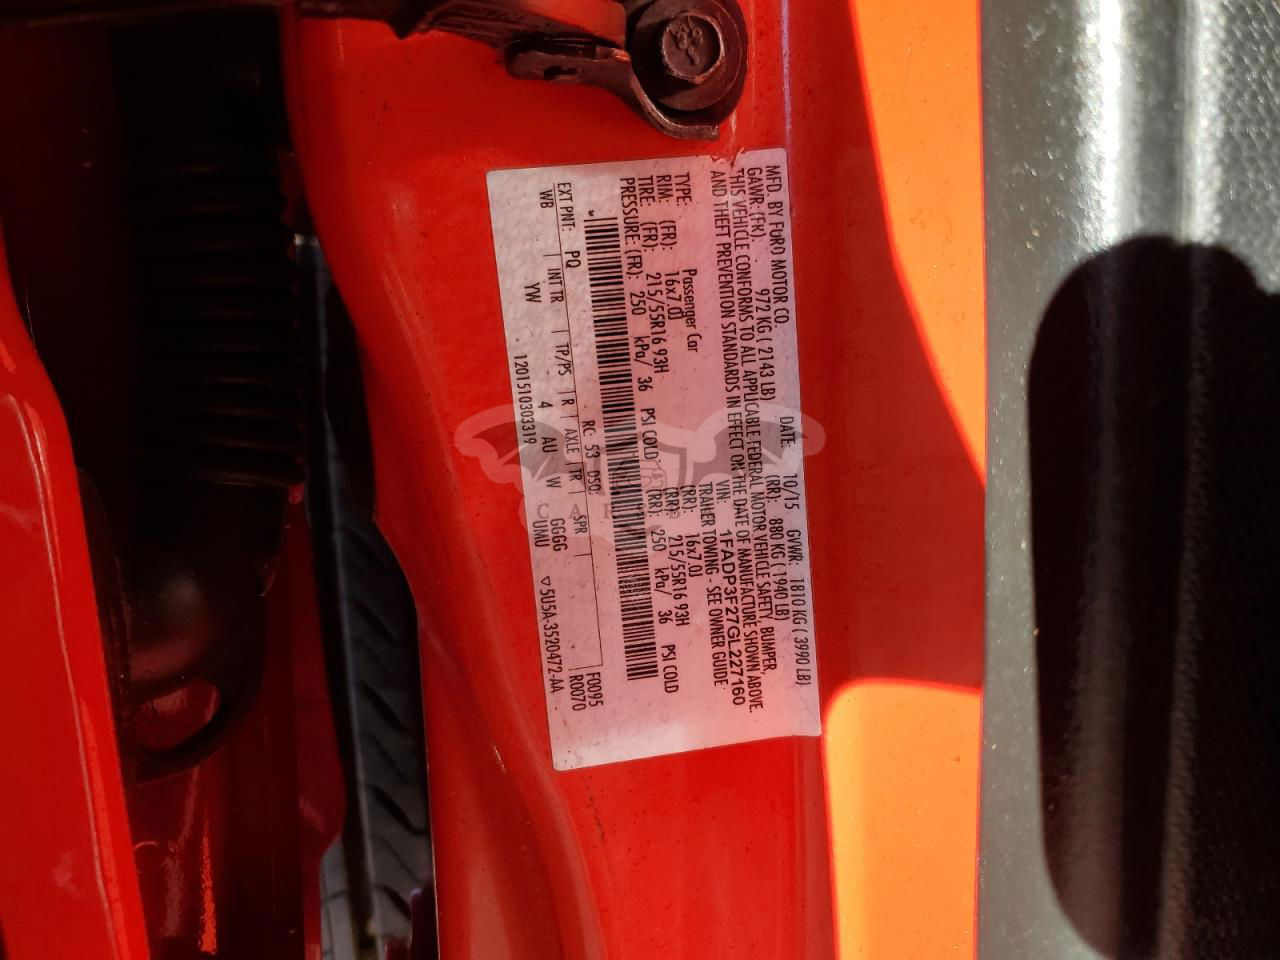 MFD. BY FORD MOTOR CO. DATE: 10/15 GVWR: 1810 KG ( 3990 LB)
GAWR: (FR): 972 KG ( 2143 LB) (RR): 880 KG ( 1940 LB)
THIS VEHICLE CONFORMS TO ALL APPLICABLE FEDERAL MOTOR VEHICLE SAFETY, BUMPER,
AND THEFT PREVENTION STANDARDS IN EFFECT ON THE DATE OF MANUFACTURE SHOWN ABOVE.
VIN: 1FADP3F27GL227160
TYPE: Passenger Car TRAILER TOWING - SEE OWNER GUIDE
RIM: (FR): 16x7.0J (RR): 16x7.0J
TIRE: (FR): 215/55R16 93H (RR): 215/55R16 93H
PRESSURE: (FR): 250 kPa/ 36 PSI COLD (RR): 250 kPa/ 36 PSI COLD
RC: 53 DSO: F0095
EXT PNT: PQ R0070
WB INT TR TP/PS R AXLE TR SPR
YW 4 AU W GGGG
UMU
1201510303319 5U5A-3520472-AA